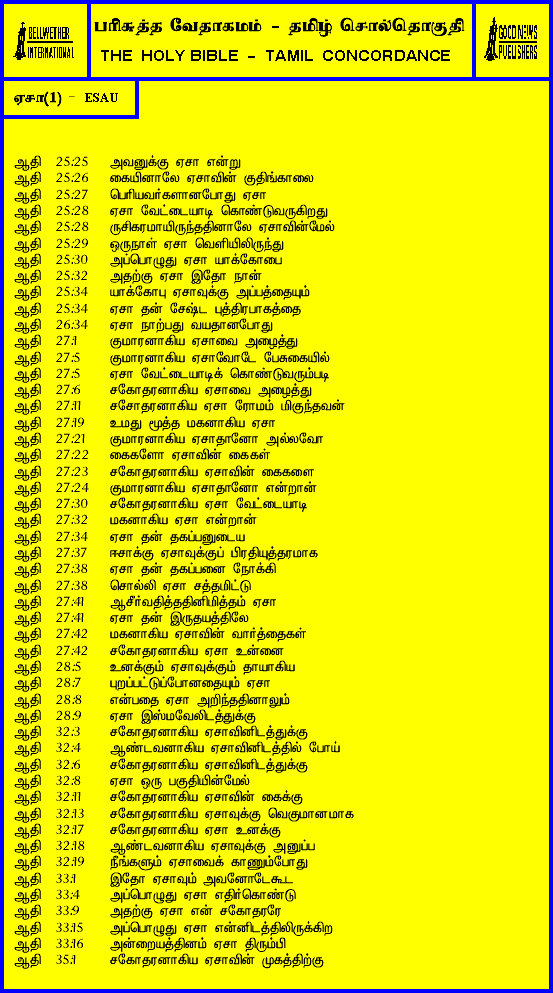 BELLWETHER
INTERNATIONAL
பரிசுத்த வேதாகமம் - தமிழ் சொல்தொகுதி
THE HOLY BIBLE - TAMIL CONCORDANCE
GOOD NEWS
PUBLISHERS
ஏசா(1) - ESAU
ஆதி 25:25 அவனுக்கு ஏசா என்று
ஆதி 25:26 கையினாலே ஏசாவின் குதிங்காலை
ஆதி 25:27 பெரியவர்களானபோது ஏசா
ஆதி 25:28 ஏசா வேட்டையாடி கொண்டுவருகிறது
ஆதி 25:28 ருசிகரமாயிருந்ததினாலே ஏசாவின்மேல்
ஆதி 25:29 ஒருநாள் ஏசா வெளியிலிருந்து
ஆதி 25:30 அப்பொழுது ஏசா யாக்கோபை
ஆதி 25:32 அதற்கு ஏசா இதோ நான்
ஆதி 25:34 யாக்கோபு ஏசாவுக்கு அப்பத்தையும்
ஆதி 25:34 ஏசா தன் சேஷ்ட புத்திரபாகத்தை
ஆதி 26:34 ஏசா நாற்பது வயதானபோது
ஆதி 27:1 குமாரனாகிய ஏசாவை அழைத்து
ஆதி 27:5 குமாரனாகிய ஏசாவோடே பேசுகையில்
ஆதி 27:5 ஏசா வேட்டையாடிக் கொண்டுவரும்படி
ஆதி 27:6 சகோதரனாகிய ஏசாவை அழைத்து
ஆதி 27:11 சசோதரனாகிய ஏசா ரோமம் மிகுந்தவன்
ஆதி 27:19 உமது மூத்த மகனாகிய ஏசா
ஆதி 27:21 குமாரனாகிய ஏசாதானோ அல்லவோ
ஆதி 27:22 கைகளோ ஏசாவின் கைகள்
ஆதி 27:23 சகோதரனாகிய ஏசாவின் கைகளை
ஆதி 27:24 குமாரனாகிய ஏசாதானோ என்றான்
ஆதி 27:30 சகோதரனாகிய ஏசா வேட்டையாடி
ஆதி 27:32 மகனாகிய ஏசா என்றான்
ஆதி 27:34 ஏசா தன் தகப்பனுடைய
ஆதி 27:37 ஈசாக்கு ஏசாவுக்குப் பிரதியுத்தரமாக
ஆதி 27:38 ஏசா தன் தகப்பனை நோக்கி
ஆதி 27:38 சொல்லி ஏசா சத்தமிட்டு
ஆதி 27:41 ஆசீர்வதித்ததினிமித்தம் ஏசா
ஆதி 27:41 ஏசா தன் இருதயத்திலே
ஆதி 27:42 மகனாகிய ஏசாவின் வார்த்தைகள்
ஆதி 27:42 சகோதரனாகிய ஏசா உன்னை
ஆதி 28:5 உனக்கும் ஏசாவுக்கும் தாயாகிய
ஆதி 28:7 புறப்பட்டுப்போனதையும் ஏசா
ஆதி 28:8 என்பதை ஏசா அறிந்ததினாலும்
ஆதி 28:9 ஏசா இஸ்மவேலிடத்துக்கு
ஆதி 32:3 சகோதரனாகிய ஏசாவினிடத்துக்கு
ஆதி 32:4 ஆண்டவனாகிய ஏசாவினிடத்தில் போய்
ஆதி 32:6 சகோதரனாகிய ஏசாவினிடத்துக்கு
ஆதி 32:8 ஏசா ஒரு பகுதியின்மேல்
ஆதி 32:11 சகோதரனாகிய ஏசாவின் கைக்கு
ஆதி 32:13 சகோதரனாகிய ஏசாவுக்கு வெகுமானமாக
ஆதி 32:17 சகோதரனாகிய ஏசா உனக்கு
ஆதி 32:18 ஆண்டவனாகிய ஏசாவுக்கு அனுப்ப
ஆதி 32:19 நீங்களும் ஏசாவைக் காணும்போது
ஆதி 33:1 இதோ ஏசாவும் அவனோடேகூட
ஆதி 33:4 அப்பொழுது ஏசா எதிர்கொண்டு
ஆதி 33:9 அதற்கு ஏசா என் சகோதரரே
ஆதி 33:15 அப்பொழுது ஏசா என்னிடத்திலிருக்கிற
ஆதி 33:16 அன்றையத்தினம் ஏசா திரும்பி
ஆதி 35:1 சகோதரனாகிய ஏசாவின் முகத்திற்கு